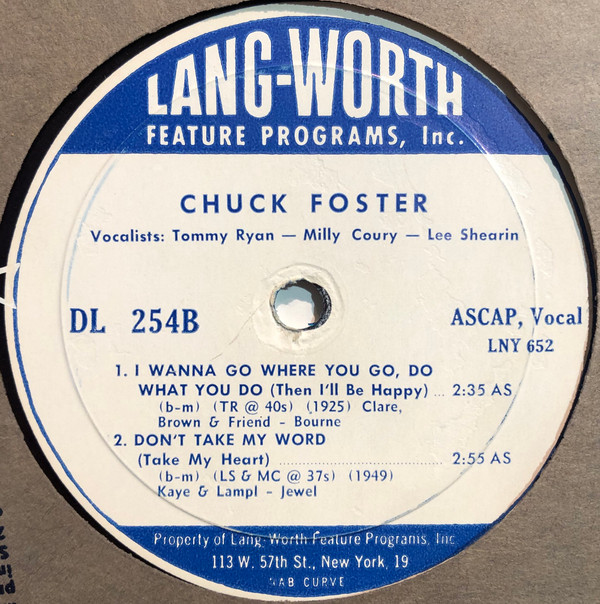 LANG-WORTH
FEATURE PROGRAMS, Inc.
CHUCK FOSTER
Vocalists: Tommy Ryan — Milly Coury — Lee Shearin
DL 254B
ASCAP, Vocal
LNY 652
1. I WANNA GO WHERE YOU GO, DO
WHAT YOU DO (Then I'll Be Happy) ... 2:35 AS
(b-m) (TR @ 40s) (1925) Clare,
Brown & Friend - Bourne
2. DON'T TAKE MY WORD
(Take My Heart) ........................................ 2:55 AS
(b-m) (LS & MC @ 37s) (1949)
Kaye & Lampl - Jewel
Property of Lang-Worth Feature Programs, Inc
113 W. 57th St., New York, 19
NAB CURVE